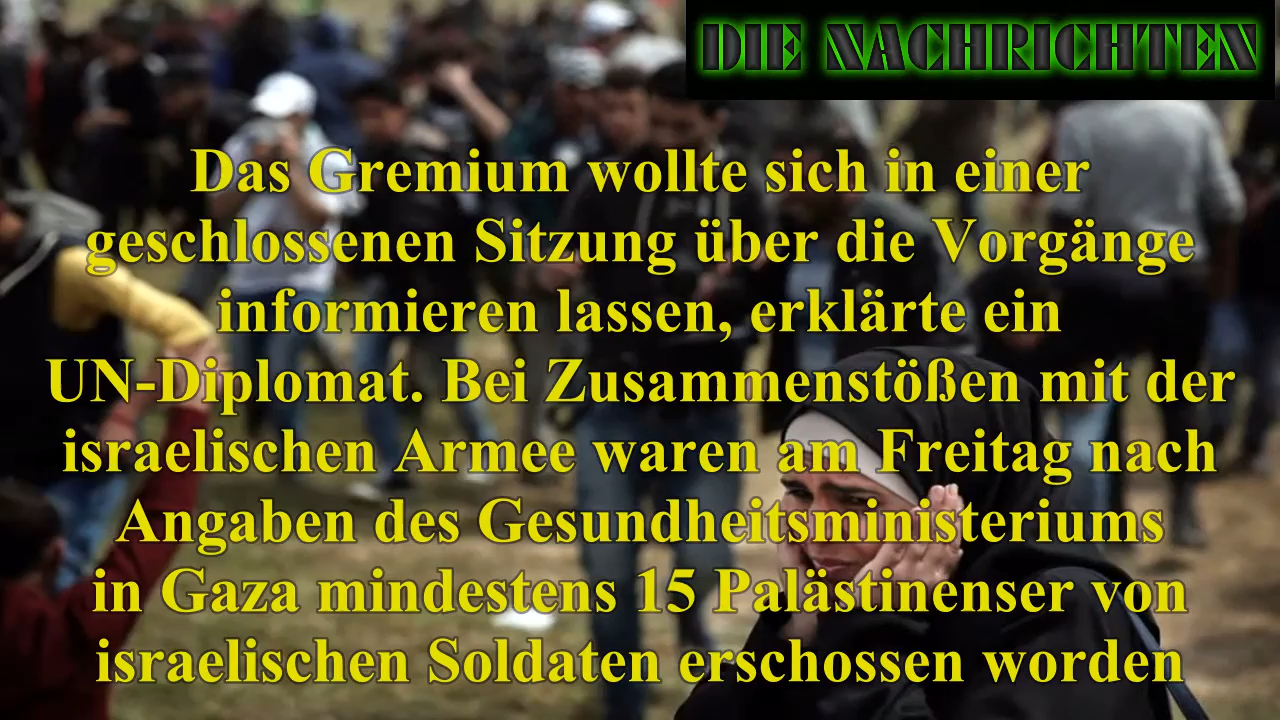 DIE NACHRICHTEN
Das Gremium wollte sich in einer
geschlossenen Sitzung über die Vorgänge
informieren lassen, erklärte ein
UN-Diplomat. Bei Zusammenstößen mit der
israelischen Armee waren am Freitag nach
Angaben des Gesundheitsministeriums
in Gaza mindestens 15 Palästinenser von
israelischen Soldaten erschossen worden